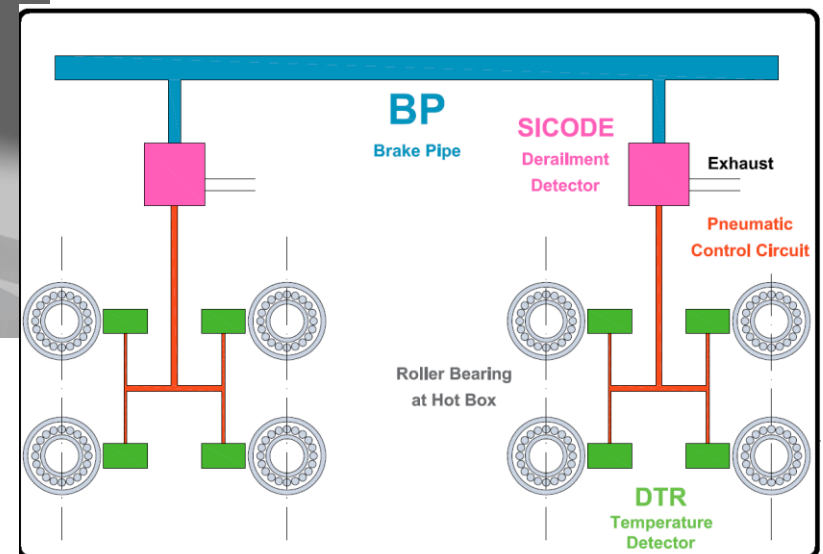 BP
Brake Pipe
SICODE
Derailment
Detector
Exhaust
Pneumatic
Control Circuit
Roller Bearing
at Hot Box
DTR
Temperature
Detector